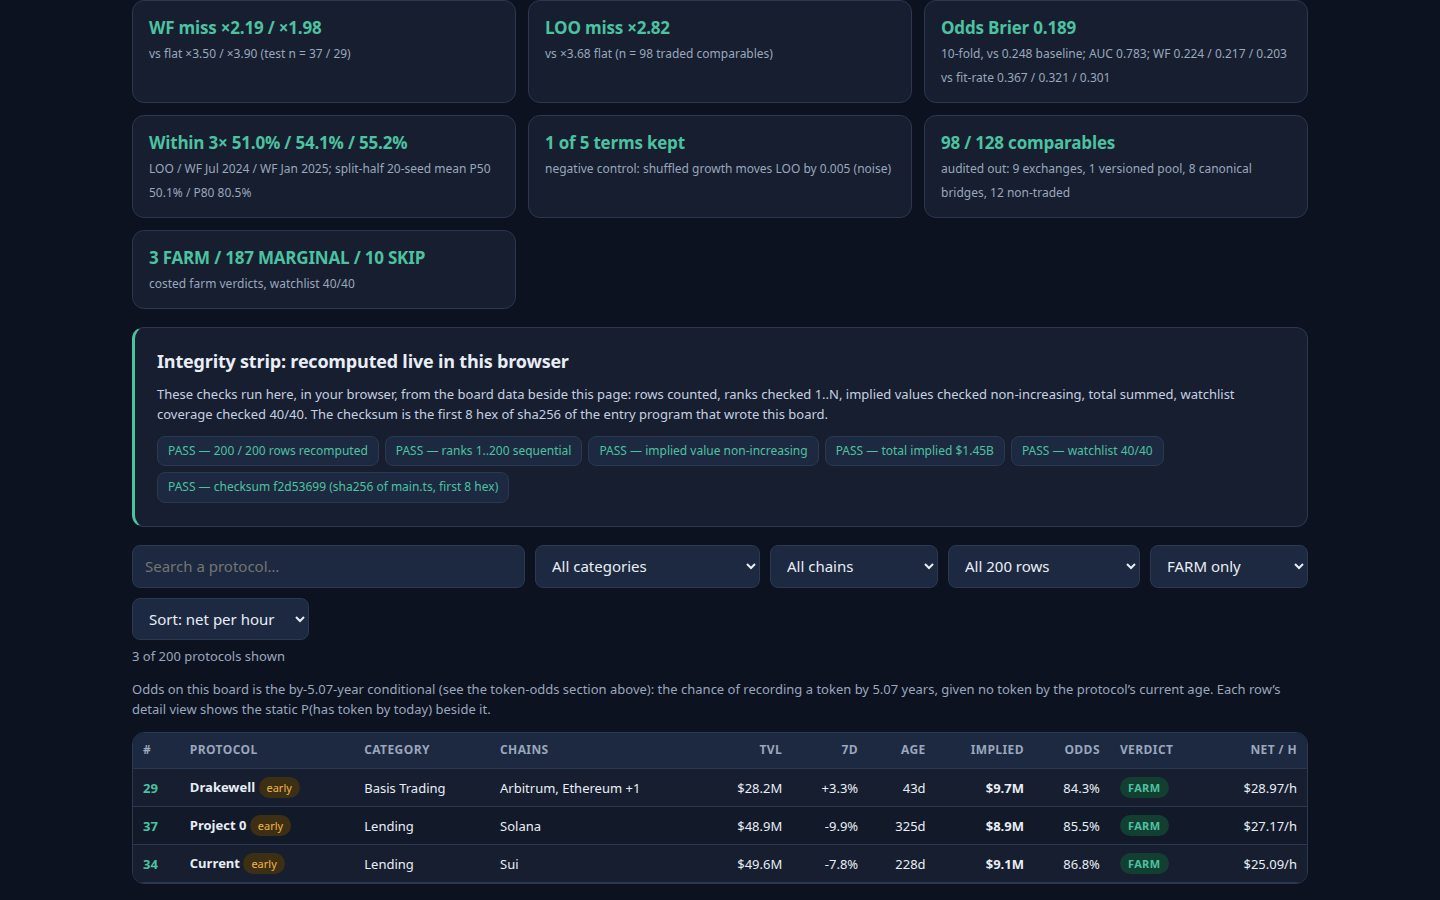 WF miss ×2.19 / ×1.98
vs flat ×3.50 / ×3.90 (test n = 37 / 29)
LOO miss ×2.82
vs ×3.68 flat (n = 98 traded comparables)
Odds Brier 0.189
10-fold, vs 0.248 baseline; AUC 0.783; WF 0.224 / 0.217 / 0.203
vs fit-rate 0.367 / 0.321 / 0.301
Within 3× 51.0% / 54.1% / 55.2%
LOO / WF Jul 2024 / WF Jan 2025; split-half 20-seed mean P50
50.1% / P80 80.5%
1 of 5 terms kept
negative control: shuffled growth moves LOO by 0.005 (noise)
98 / 128 comparables
audited out: 9 exchanges, 1 versioned pool, 8 canonical
bridges, 12 non-traded
3 FARM / 187 MARGINAL / 10 SKIP
costed farm verdicts, watchlist 40/40
Integrity strip: recomputed live in this browser
These checks run here, in your browser, from the board data beside this page: rows counted, ranks checked 1..N, implied values checked non-increasing, total summed, watchlist
coverage checked 40/40. The checksum is the first 8 hex of sha256 of the entry program that wrote this board.
PASS — 200 / 200 rows recomputed
PASS — ranks 1..200 sequential
PASS — implied value non-increasing
PASS — total implied $1.45B
PASS — watchlist 40/40
PASS — checksum f2d53699 (sha256 of main.ts, first 8 hex)
Search a protocol...
All categories
All chains
All 200 rows
FARM only
Sort: net per hour
3 of 200 protocols shown
Odds on this board is the by-5.07-year conditional (see the token-odds section above): the chance of recording a token by 5.07 years, given no token by the protocol's current age. Each row's
detail view shows the static P(has token by today) beside it.
# PROTOCOL CATEGORY CHAINS TVL 7D AGE IMPLIED ODDS VERDICT NET / H
29 Drakewell early Basis Trading Arbitrum, Ethereum +1 $28.2M +3.3% 43d $9.7M 84.3% FARM $28.97/h
37 Project 0 early Lending Solana $48.9M -9.9% 325d $8.9M 85.5% FARM $27.17/h
34 Current early Lending Sui $49.6M -7.8% 228d $9.1M 86.8% FARM $25.09/h